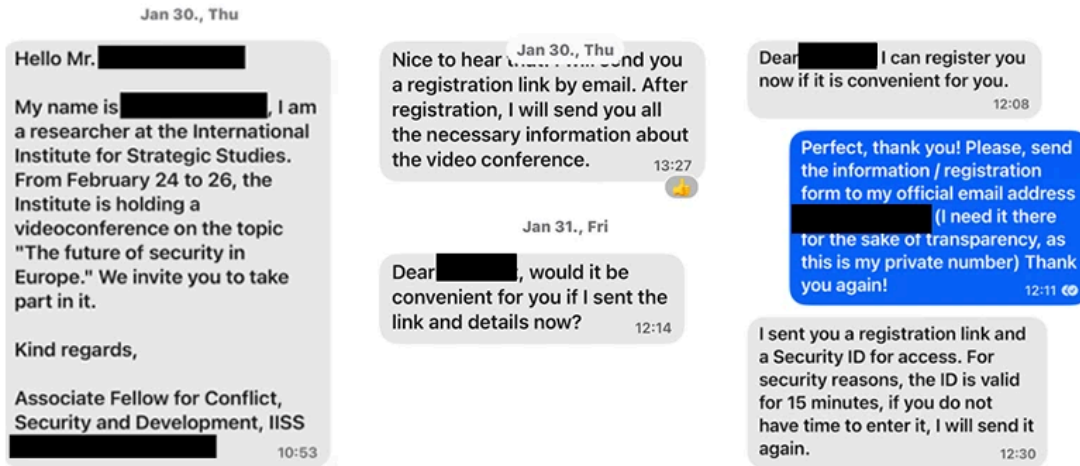 Jan 30., Thu
Hello Mr.
My name is , I am
a researcher at the International
Institute for Strategic Studies.
From February 24 to 26, the
Institute is holding a
videoconference on the topic
"The future of security in
Europe." We invite you to take
part in it.
Kind regards,
Associate Fellow for Conflict,
Security and Development, IISS
10:53
Jan 30., Thu
Nice to hear send you
a registration link by email. After
registration, I will send you all
the necessary information about
the video conference.
13:27
Jan 31., Fri
Dear , would it be
convenient for you if I sent the
link and details now?
12:14
Dear I can register you
now if it is convenient for you.
12:08
Perfect, thank you! Please, send
the information / registration
form to my official email address
(I need it there
for the sake of transparency, as
this is my private number) Thank
you again!
12:11
I sent you a registration link and
a Security ID for access. For
security reasons, the ID is valid
for 15 minutes, if you do not
have time to enter it, I will send it
again.
12:30